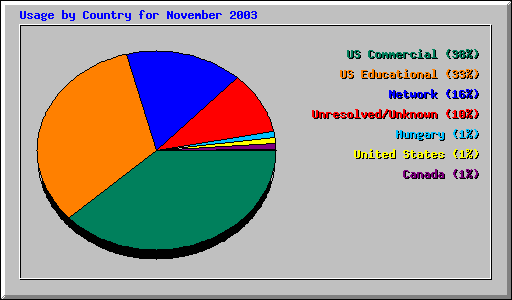 Usage by Country for November 2003
US Commercial (38%)
US Educational (33%)
Network (16%)
Unresolved/Unknown (10%)
Hungary (1%)
United States (1%)
Canada (1%)